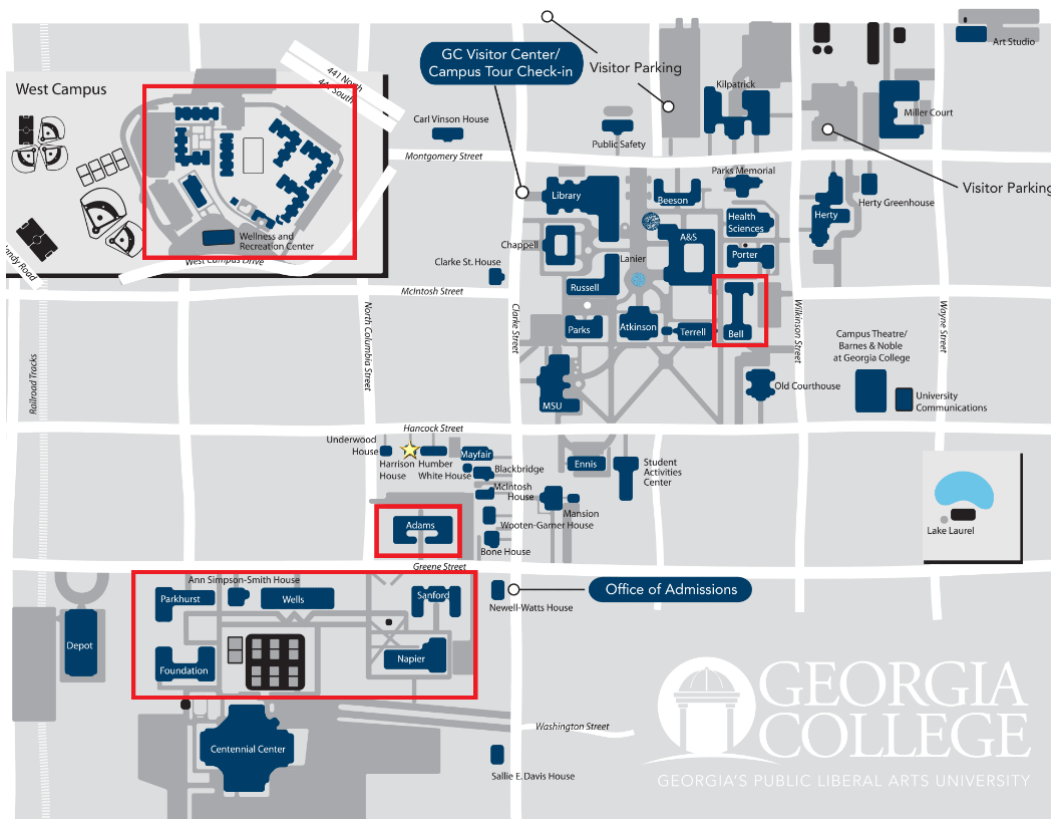 GC Visitor Center/
Campus Tour Check-in
Visitor Parking
Art Studio
West Campus
441 North
441 South
Carl Vinson House
Montgomery Street
Public Safety
Kilpatrick
Miller Court
Visitor Parking
Library
Beeson
Parks Memorial
Herty
Herty Greenhouse
Health
Sciences
A&S
Porter
Chappell
Lanier
Wellness and
Recreation Center
West Campus Drive
Clarke St. House
McIntosh Street
Russell
Parks
Atkinson
Terrell
Bell
North Columbia Street
Clarke Street
Wilkinson Street
Wayne Street
Railroad Tracks
Campus Theatre/
Barnes & Noble
at Georgia College
Old Courthouse
University
Communications
MSU
Hancock Street
Underwood
House
Harrison
House
Humber
White House
Mayfair
Blackbridge
McIntosh
House
Ennis
Student
Activities
Center
Mansion
Wooten-Garner House
Bone House
Adams
Lake Laurel
Greene Street
Ann Simpson-Smith House
Parkhurst
Wells
Sanford
Newell-Watts House
Office of Admissions
Depot
Foundation
Napier
Centennial Center
Washington Street
Sallie E. Davis House
GEORGIA
COLLEGE
GEORGIA'S PUBLIC LIBERAL ARTS UNIVERSITY